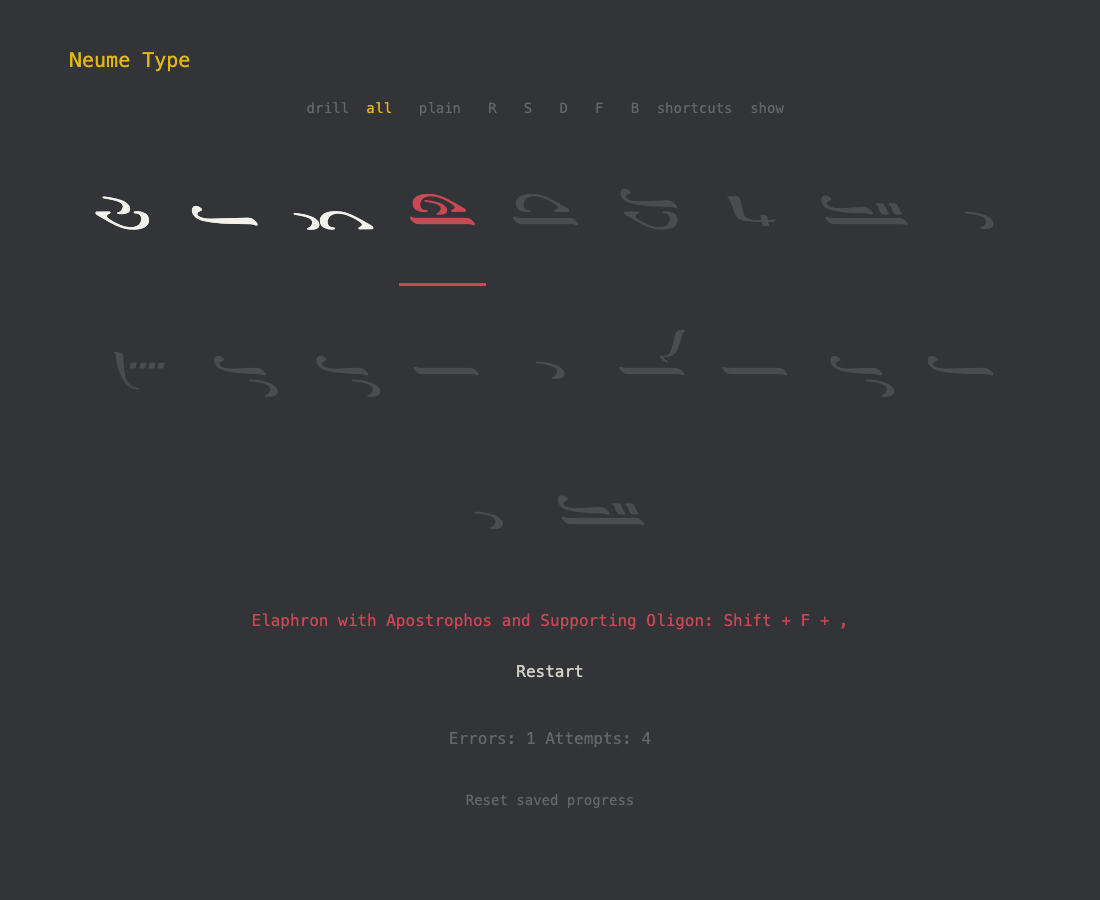 Neume Type
drill all plain R S D F B shortcuts show
Elaphron with Apostrophos and Supporting Oligon: Shift + F + ,
Restart
Errors: 1 Attempts: 4
Reset saved progress